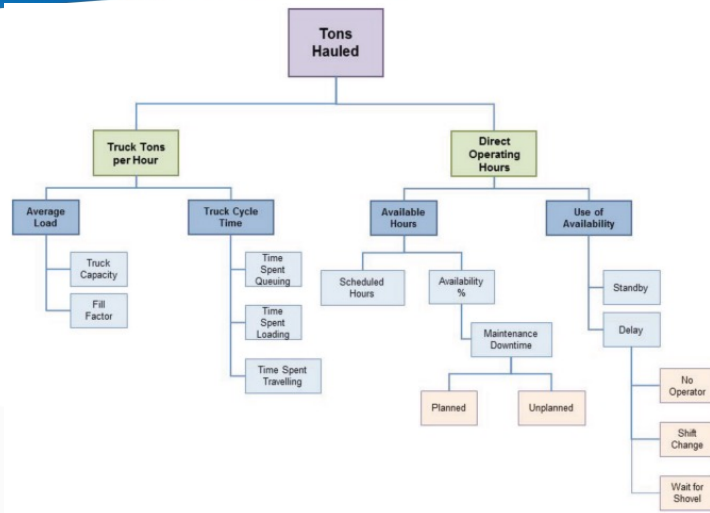 Tons
Hauled
Truck Tons
per Hour
Direct
Operating
Hours
Average
Load
Truck Cycle
Time
Available
Hours
Use of
Availability
Truck
Capacity
Fill
Factor
Time
Spent
Queuing
Time
Spent
Loading
Time Spent
Travelling
Scheduled
Hours
Availability
%
Maintenance
Downtime
Planned
Unplanned
Standby
Delay
No
Operator
Shift
Change
Wait for
Shovel